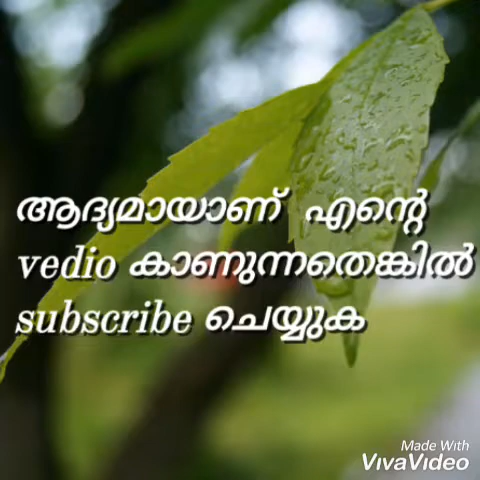 ആദ്യമായാണ് എന്റെ
vedio കാണുന്നതെങ്കിൽ
subscribe ചെയ്യുക
Made With
VivaVideo